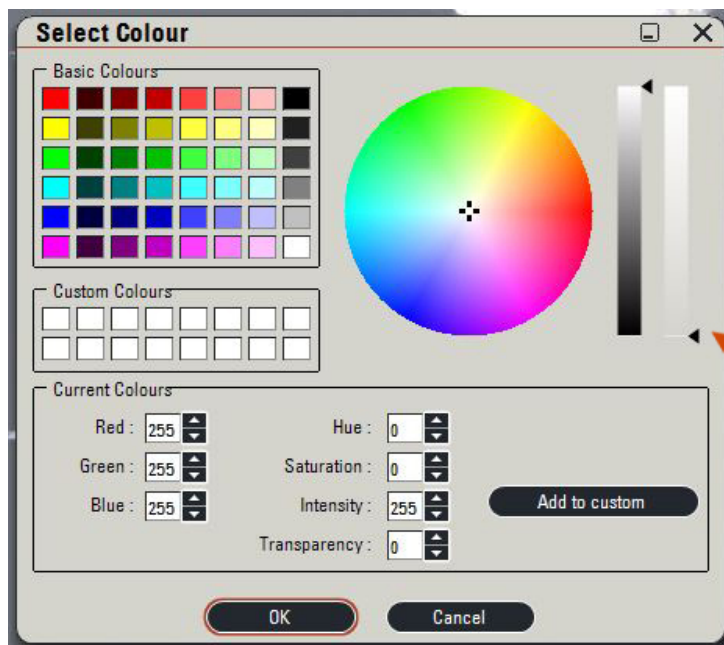 Select Colour
Basic Colours
Custom Colours
Current Colours
Red : 255
Hue : 0
Green : 255
Saturation : 0
Blue : 255
Intensity : 255
Add to custom
Transparency : 0
OK
Cancel